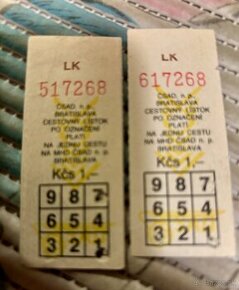 LK
517268
ČSAD n.p.
BRATISLAVA
CESTOVNÝ LÍSTOK
PO OZNAČENÍ
PLATÍ
NA JEDNU CESTU
NA MHD ČSAD n.p.
BRATISLAVA
Kčs 1,-
9 8 7
6 5 4
3 2 1
LK
617268
ČSAD, n.p.
BRATISLAVA
CESTOVNÝ LÍSTOK
PO OZNAČENÍ
PLATÍ
NA JEDNU CESTU
NA MHD ČSAD n.p.
BRATISLAVA
Kčs 1,-
9 8 7
6 5 4
3 2 1